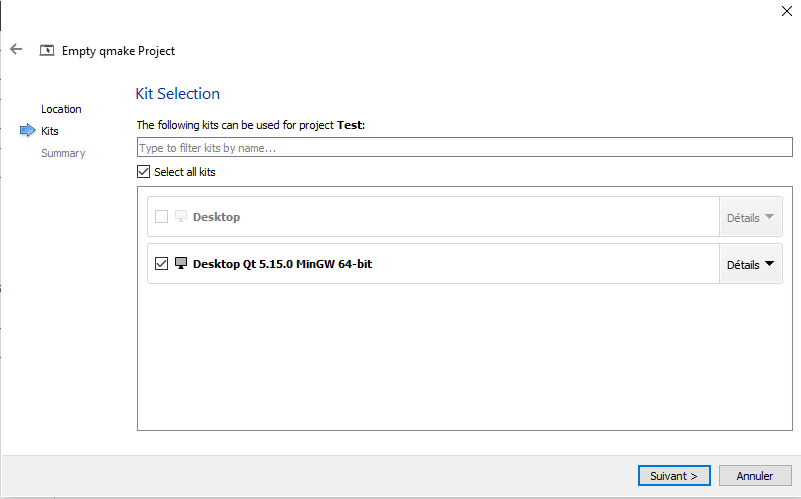 Empty qmake Project
Kit Selection
Location
Kits
Summary
The following kits can be used for project Test:
Type to filter kits by name...
Select all kits
Desktop
Détails
Desktop Qt 5.15.0 MinGW 64-bit
Détails
Suivant >
Annuler